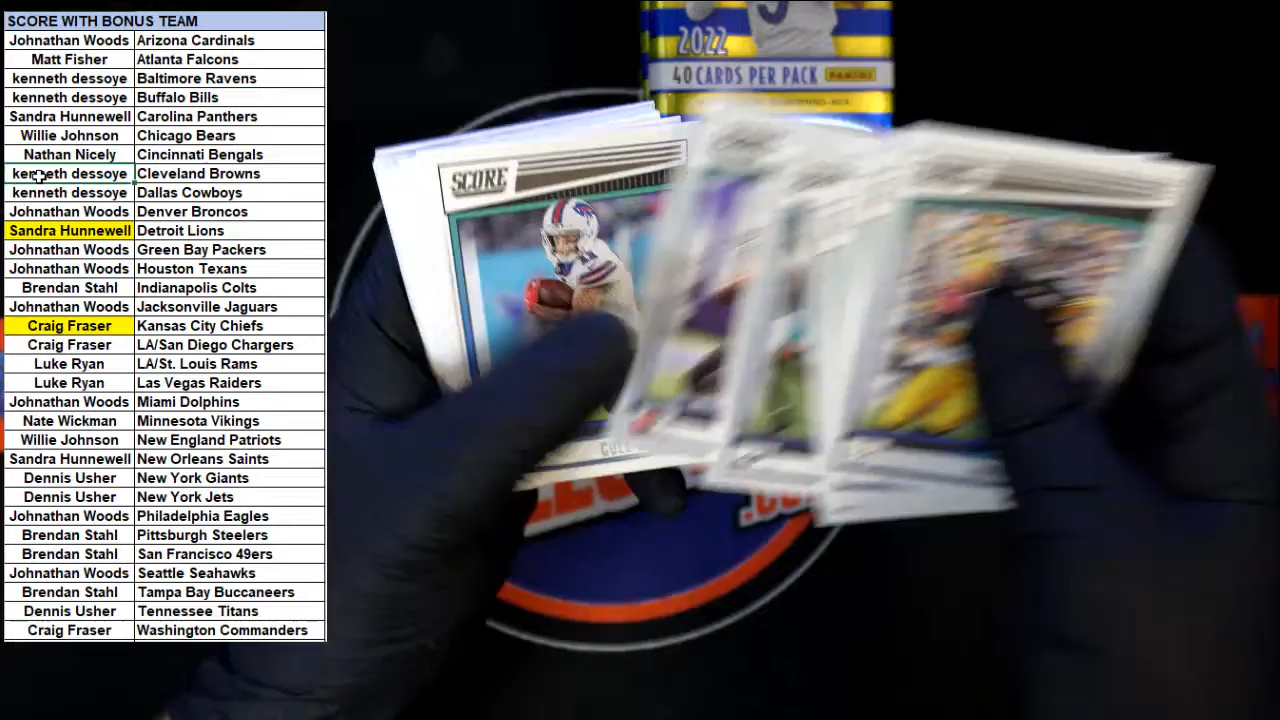 SCORE WITH BONUS TEAM
Johnathan Woods Arizona Cardinals
Matt Fisher Atlanta Falcons
kenneth dessoye Baltimore Ravens
kenneth dessoye Buffalo Bills
Sandra Hunnewell Carolina Panthers
Willie Johnson Chicago Bears
Nathan Nicely Cincinnati Bengals
kenneth dessoye Cleveland Browns
kenneth dessoye Dallas Cowboys
Johnathan Woods Denver Broncos
Sandra Hunnewell Detroit Lions
Johnathan Woods Green Bay Packers
Johnathan Woods Houston Texans
Brendan Stahl Indianapolis Colts
Johnathan Woods Jacksonville Jaguars
Craig Fraser Kansas City Chiefs
Craig Fraser LA/San Diego Chargers
Luke Ryan LA/St. Louis Rams
Luke Ryan Las Vegas Raiders
Johnathan Woods Miami Dolphins
Nate Wickman Minnesota Vikings
Willie Johnson New England Patriots
Sandra Hunnewell New Orleans Saints
Dennis Usher New York Giants
Dennis Usher New York Jets
Johnathan Woods Philadelphia Eagles
Brendan Stahl Pittsburgh Steelers
Brendan Stahl San Francisco 49ers
Johnathan Woods Seattle Seahawks
Brendan Stahl Tampa Bay Buccaneers
Dennis Usher Tennessee Titans
Craig Fraser Washington Commanders
2022
40 CARDS PER PACK PANINI
SCORE